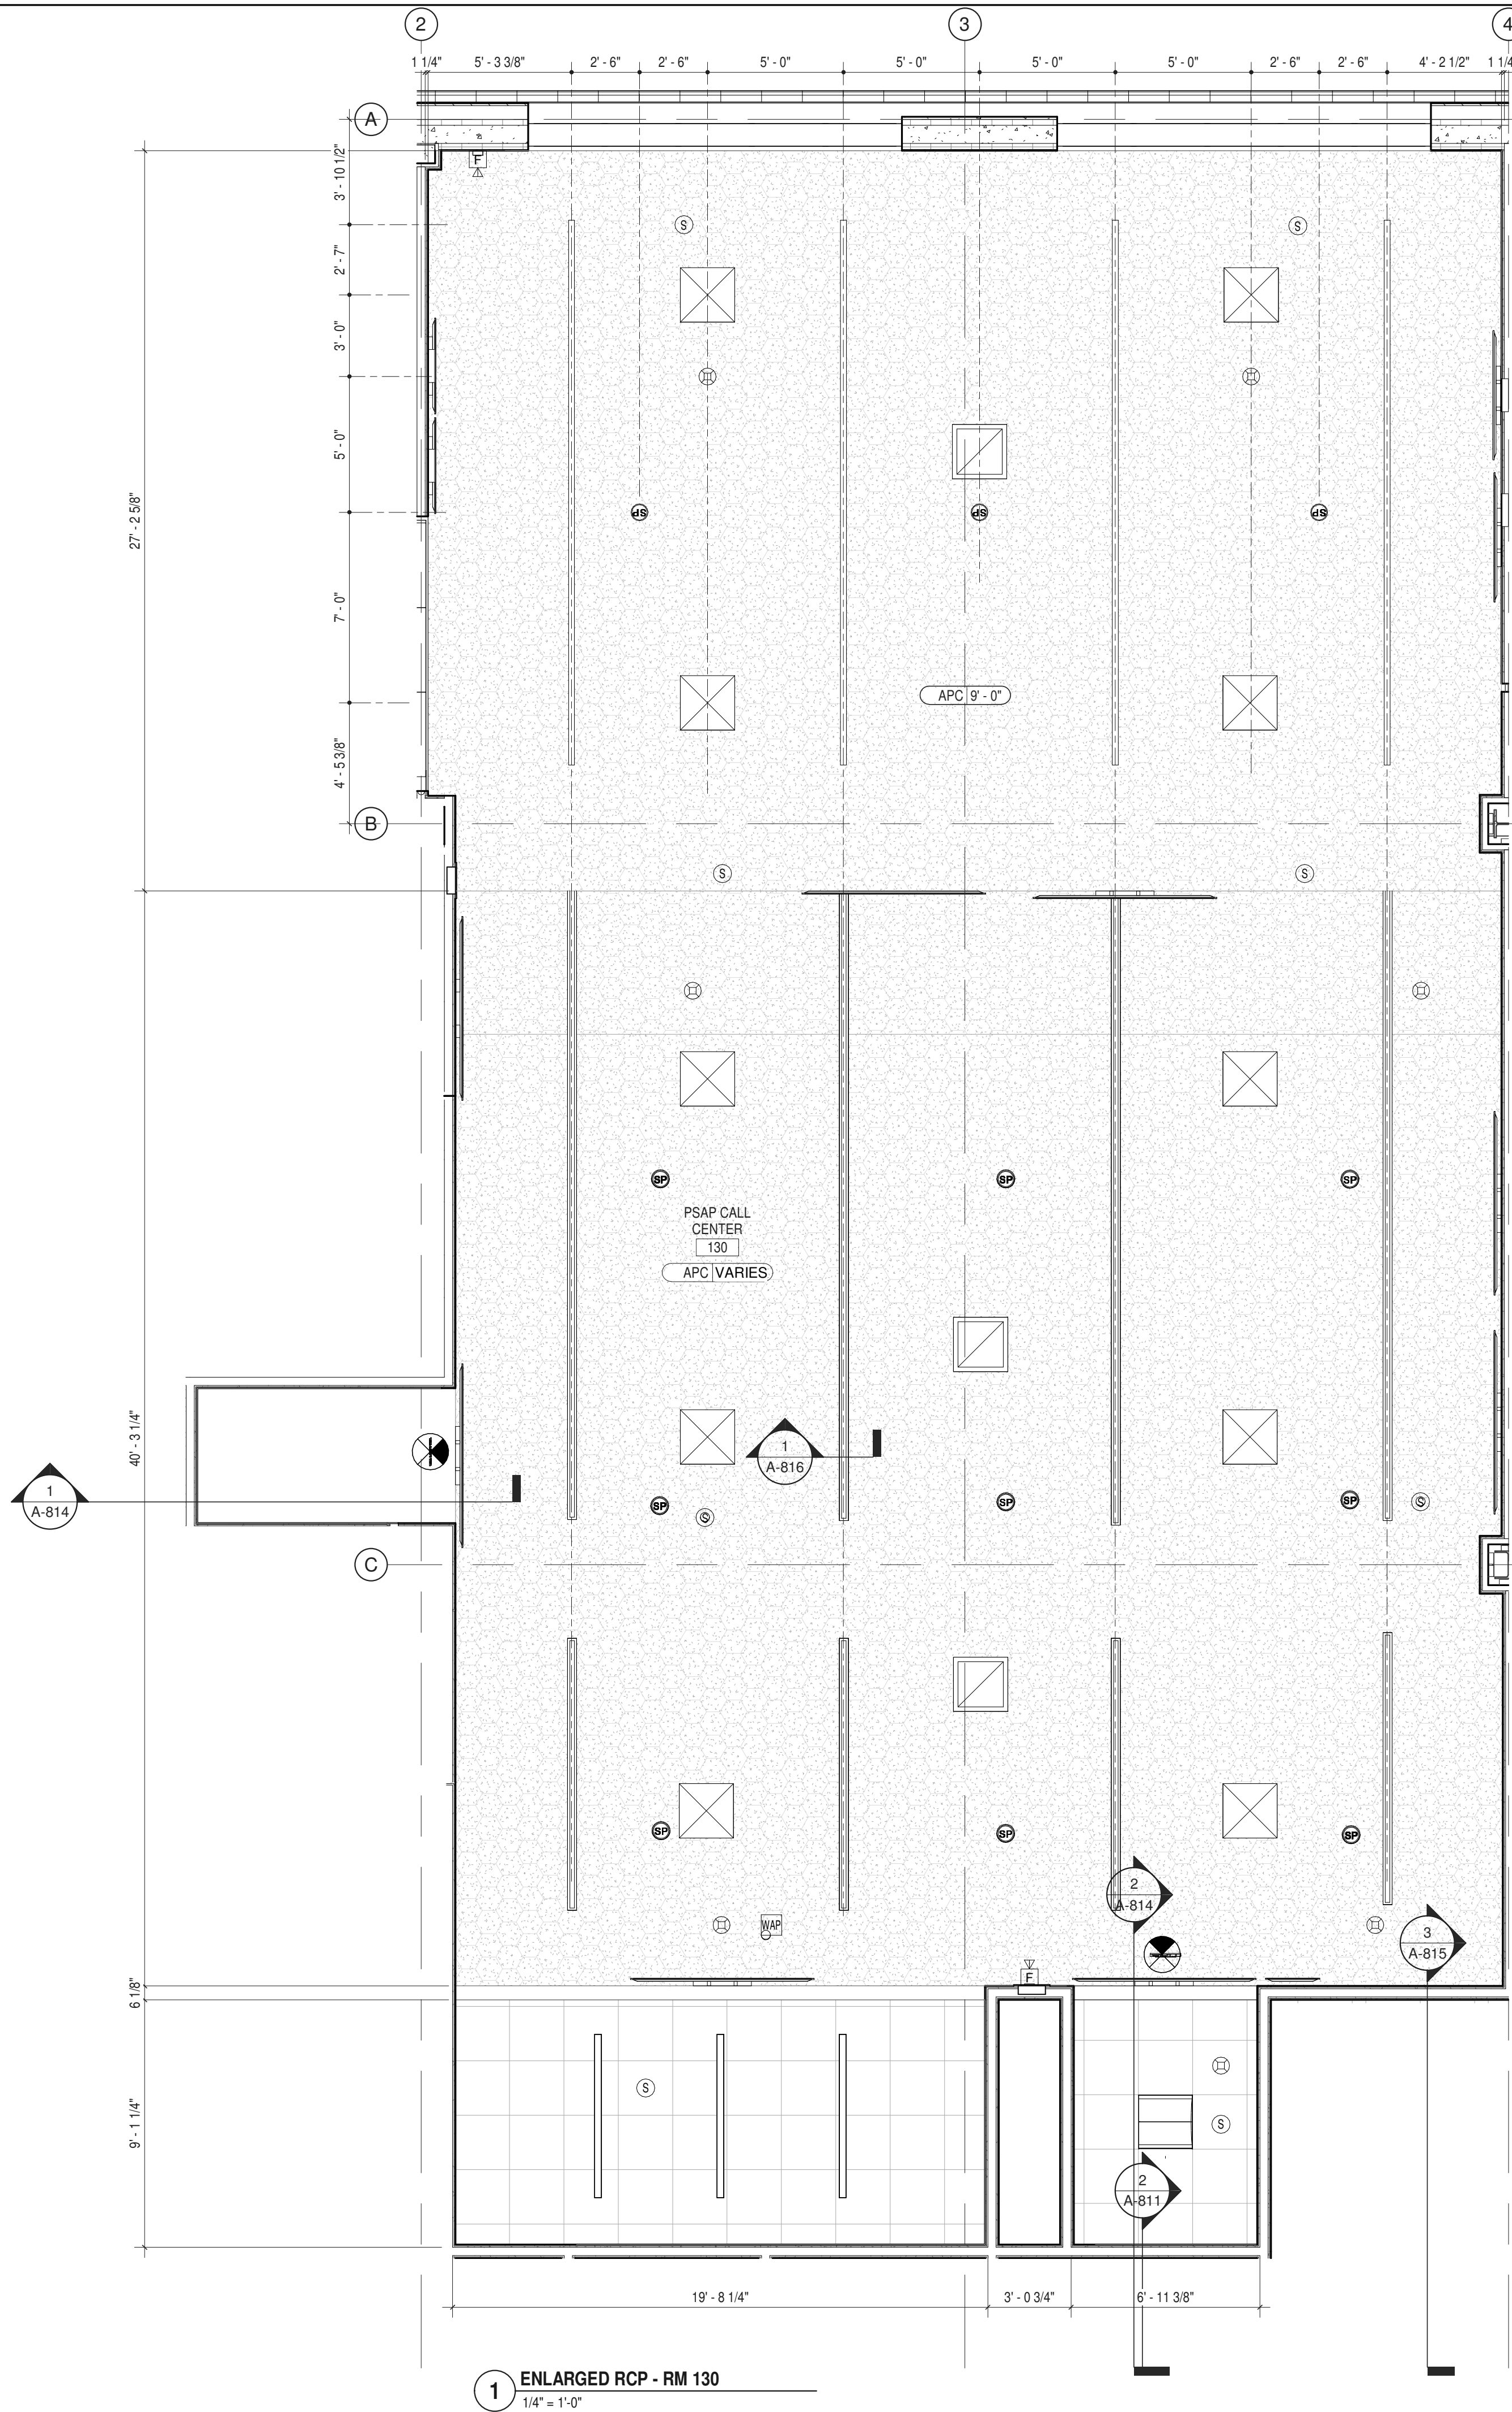 2
3
4
1 1/4"
5' - 3 3/8"
2' - 6"
2' - 6"
5' - 0"
5' - 0"
5' - 0"
5' - 0"
2' - 6"
2' - 6"
4' - 2 1/2"
1 1/4
A
F
3' - 10 1/2"
S
S
2' - 7"
3' - 0"
5' - 0"
27' - 2 5/8"
SP
SP
SP
7' - 0"
APC 9' - 0"
4' - 5 3/8"
B
S
S
SP
SP
SP
PSAP CALL
CENTER
130
APC VARIES
40' - 3 1/4"
1
A-816
1
A-814
SP
S
SP
SP
S
C
SP
SP
SP
2
A-814
WAP
3
A-815
F
6 1/8"
S
S
9' - 1 1/4"
2
A-811
19' - 8 1/4"
3' - 0 3/4"
6' - 11 3/8"
1
ENLARGED RCP - RM 130
1/4" = 1'-0"